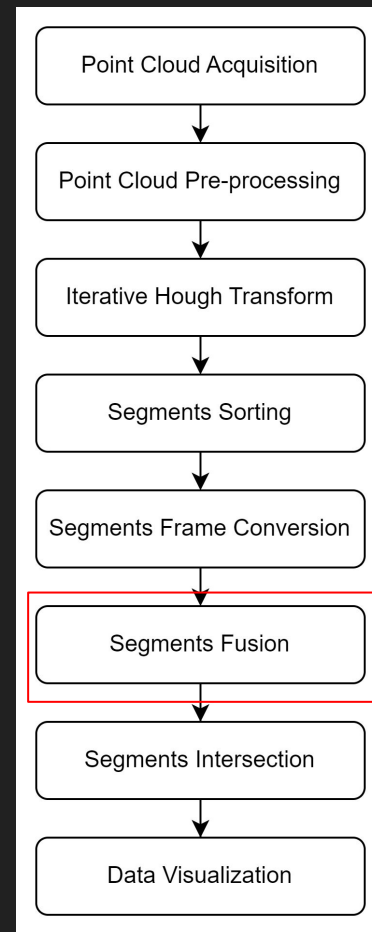 Point Cloud Acquisition
Point Cloud Pre-processing
Iterative Hough Transform
Segments Sorting
Segments Frame Conversion
Segments Fusion
Segments Intersection
Data Visualization